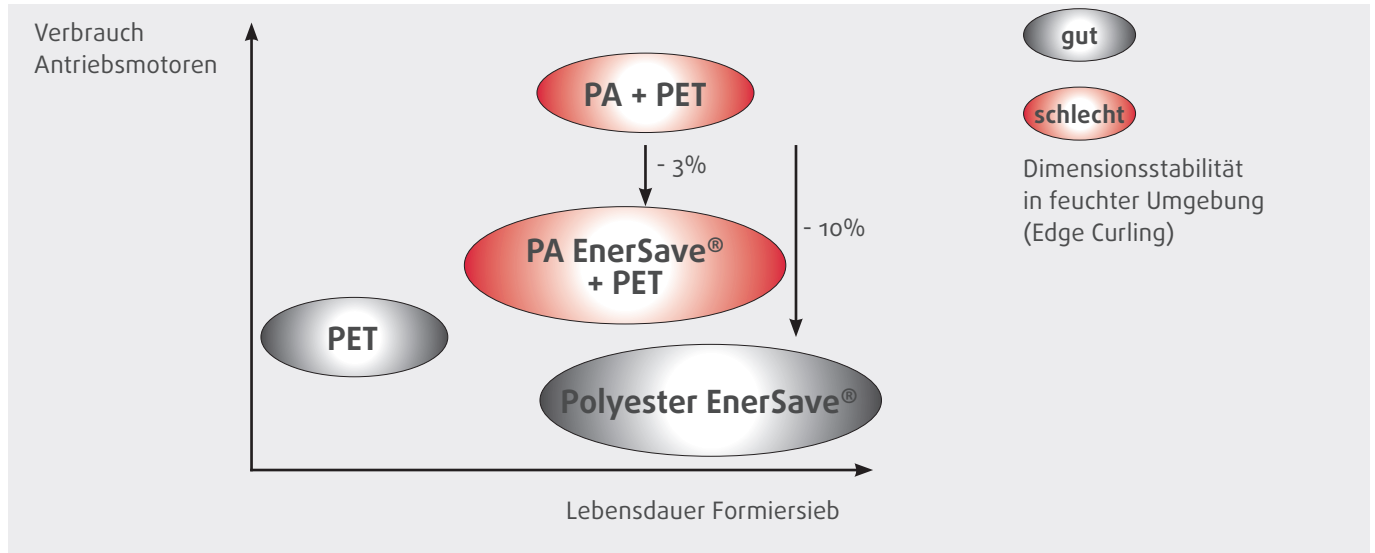 Verbrauch
Antriebsmotoren
PA + PET
- 3%
- 10%
PA EnerSave®
+ PET
PET
Polyester EnerSave®
Lebensdauer Formiersieb
gut
schlecht
Dimensionsstabilität
in feuchter Umgebung
(Edge Curling)